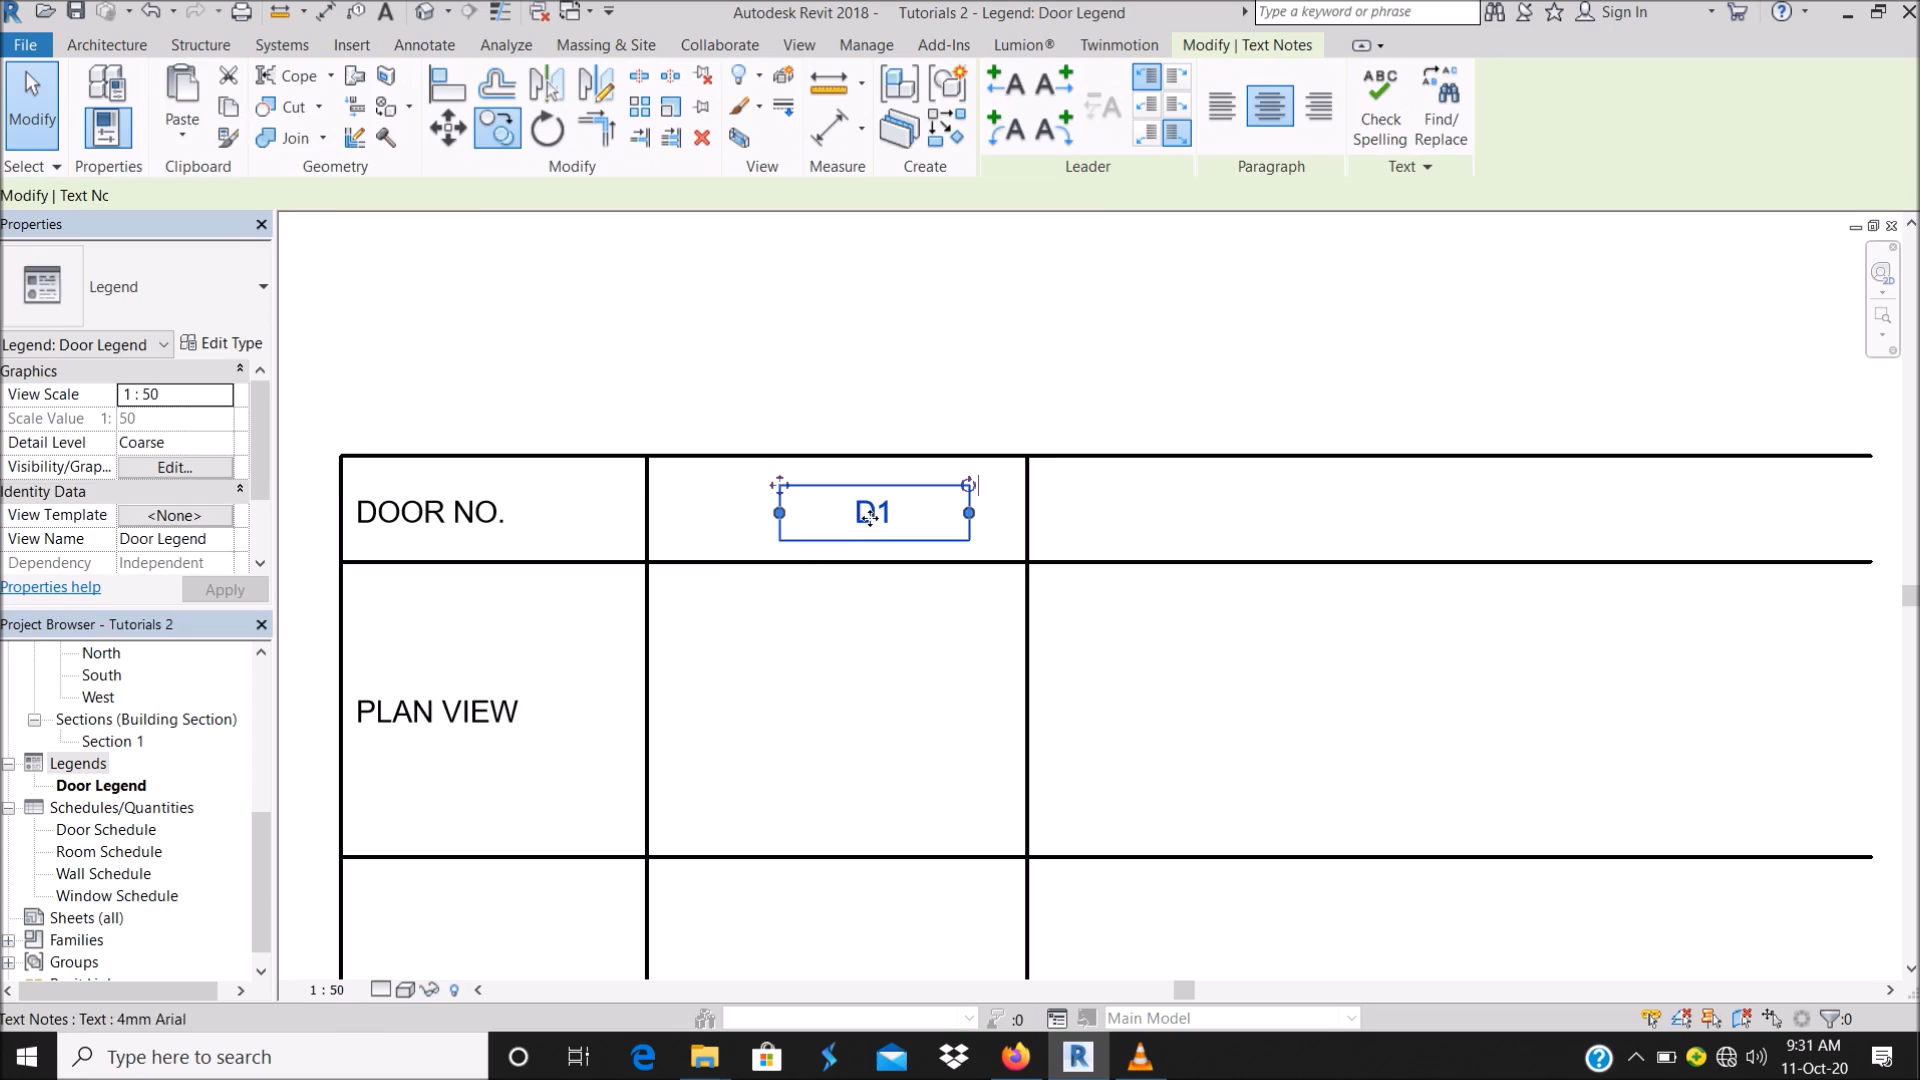 Autodesk Revit 2018 - Tutorials 2 - Legend: Door Legend
Type a keyword or phrase
Sign In
File Architecture Structure Systems Insert Annotate Analyze Massing & Site Collaborate View Manage Add-Ins Lumion® Twinmotion Modify | Text Notes
Modify
Paste
Cope
Cut
Join
ABC
Check Spelling
Find/ Replace
Select Properties Clipboard Geometry Modify View Measure Create Leader Paragraph Text
Modify | Text Nc
Properties
Legend
Legend: Door Legend Edit Type
Graphics
View Scale 1 : 50
Scale Value 1: 50
Detail Level Coarse
Visibility/Grap... Edit...
Identity Data
View Template <None>
View Name Door Legend
Dependency Independent
Properties help Apply
Project Browser - Tutorials 2
North
South
West
Sections (Building Section)
Section 1
Legends
Door Legend
Schedules/Quantities
Door Schedule
Room Schedule
Wall Schedule
Window Schedule
Sheets (all)
Families
Groups
DOOR NO. D1
PLAN VIEW
2D
1 : 50
Text Notes : Text : 4mm Arial
:0
Main Model
:0
Type here to search
9:31 AM
11-Oct-20